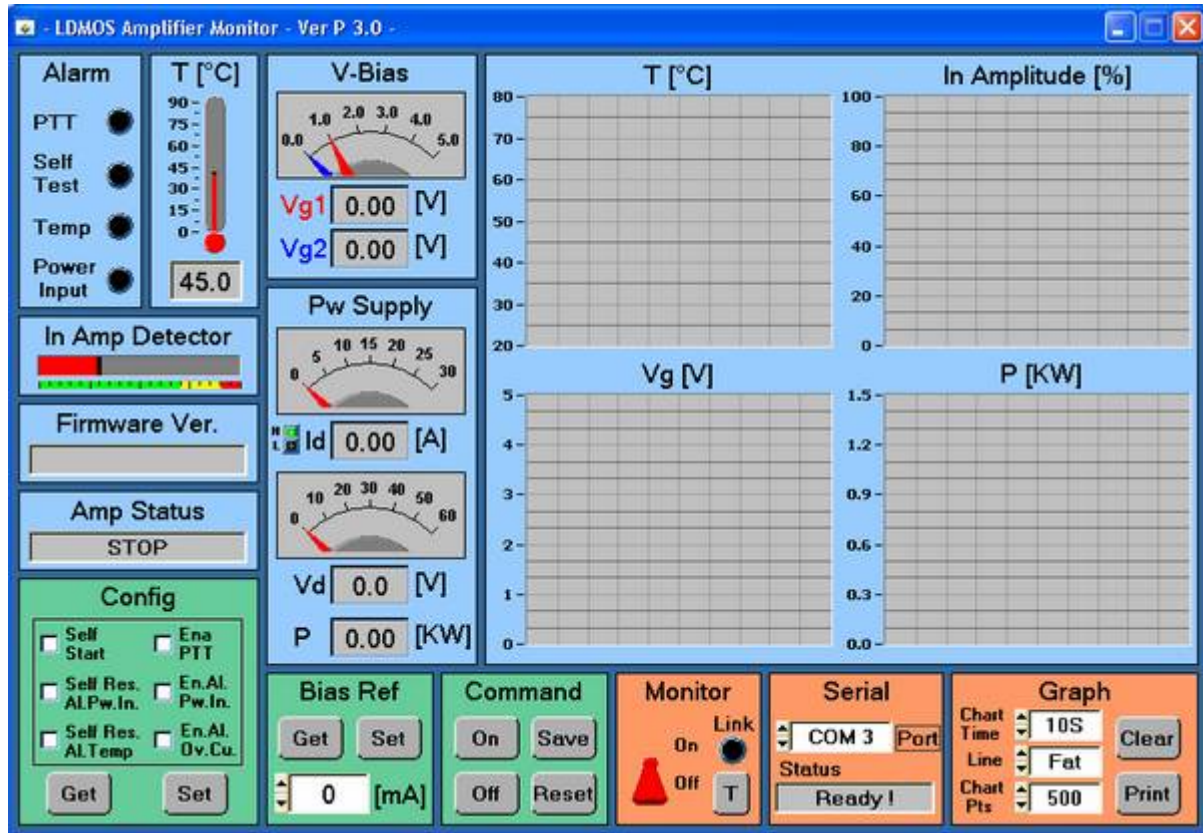 - LDMOS Amplifier Monitor - Ver P 3.0 -
Alarm
PTT
Self
Test
Temp
Power
Input
T [°C]
90
75
60
45
30
15
0
45.0
In Amp Detector
Firmware Ver.
Amp Status
STOP
Config
Self
Start
Ena
PTT
Self Res.
Al.Pw.In.
En.Al.
Pw.In.
Self Res.
Al.Temp
En.Al.
Ov.Cu.
Get Set
V-Bias
0.0 1.0 2.0 3.0 4.0 5.0
Vg1 0.00 [V]
Vg2 0.00 [V]
Pw Supply
0 5 10 15 20 25 30
H
L
Id 0.00 [A]
0 10 20 30 40 50 60
Vd 0.0 [V]
P 0.00 [KW]
T [°C]
80
70
60
50
40
30
20
In Amplitude [%]
100
80
60
40
20
0
Vg [V]
5
4
3
2
1
0
P [KW]
1.5
1.2
0.9
0.6
0.3
0.0
Bias Ref
Get Set
0 [mA]
Command
On Save
Off Reset
Monitor
Link
On
Off
T
Serial
COM 3 Port
Status
Ready !
Graph
Chart
Time
10S
Clear
Line Fat
Chart
Pts
500
Print